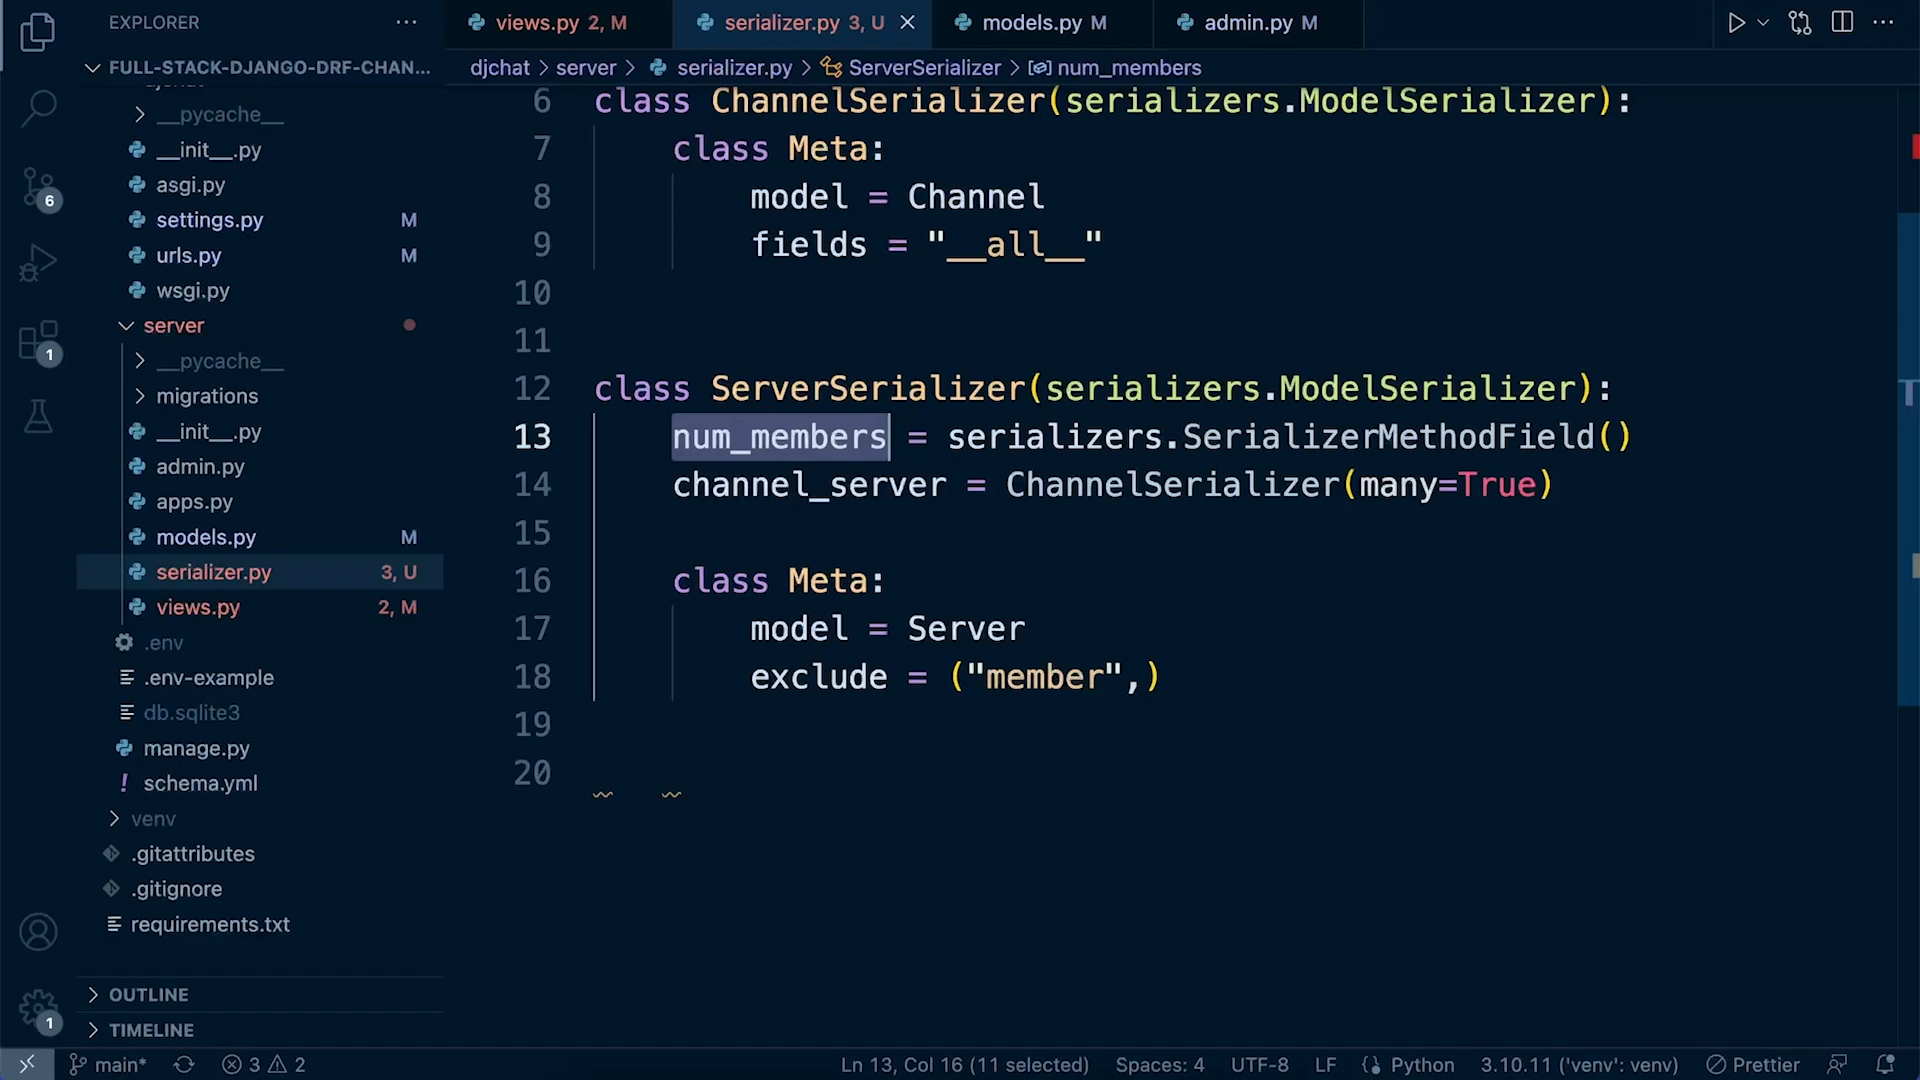 EXPLORER
FULL-STACK-DJANGO-DRF-CHAN...
__pycache__
__init__.py
asgi.py
settings.py M
urls.py M
wsgi.py
server
__pycache__
migrations
__init__.py
admin.py
apps.py
models.py M
serializer.py 3, U
views.py 2, M
.env
.env-example
db.sqlite3
manage.py
! schema.yml
venv
.gitattributes
.gitignore
requirements.txt
OUTLINE
TIMELINE
6
1
1
views.py 2, M
serializer.py 3, U
models.py M
admin.py M
djchat > server > serializer.py > ServerSerializer > num_members
6 class ChannelSerializer(serializers.ModelSerializer):
7 class Meta:
8 model = Channel
9 fields = "__all__"
10
11
12 class ServerSerializer(serializers.ModelSerializer):
13 num_members = serializers.SerializerMethodField()
14 channel_server = ChannelSerializer(many=True)
15
16 class Meta:
17 model = Server
18 exclude = ("member",)
19
20
main* 3 2 Ln 13, Col 16 (11 selected) Spaces: 4 UTF-8 LF Python 3.10.11 ('venv': venv) Prettier